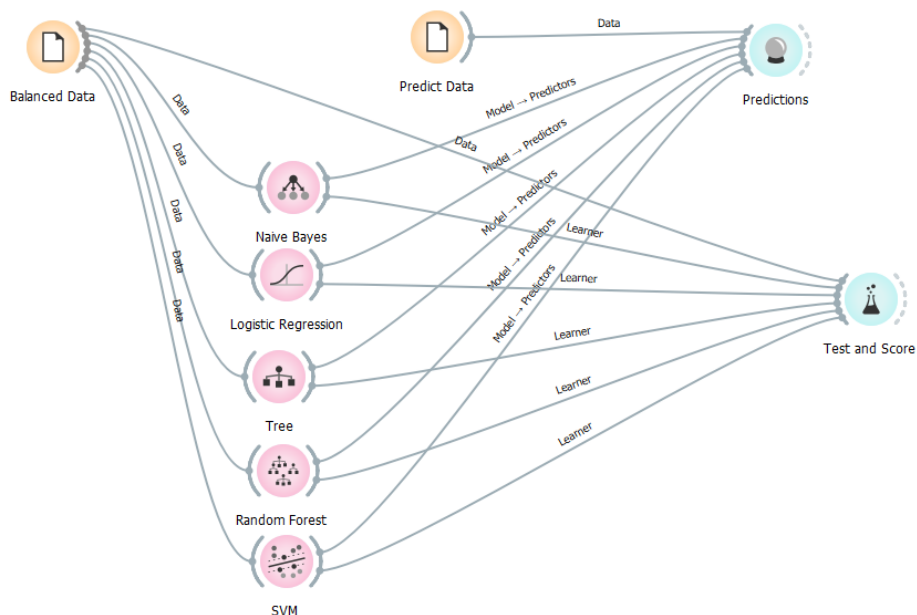 Data
Balanced Data
Predict Data
Predictions
Data
Model → Predictors
Data
Data
Model → Predictors
Data
Model → Predictors
Naive Bayes
Learner
Model → Predictors
Data
Learner
Model → Predictors
Data
Logistic Regression
Learner
Test and Score
Learner
Tree
Learner
Random Forest
SVM